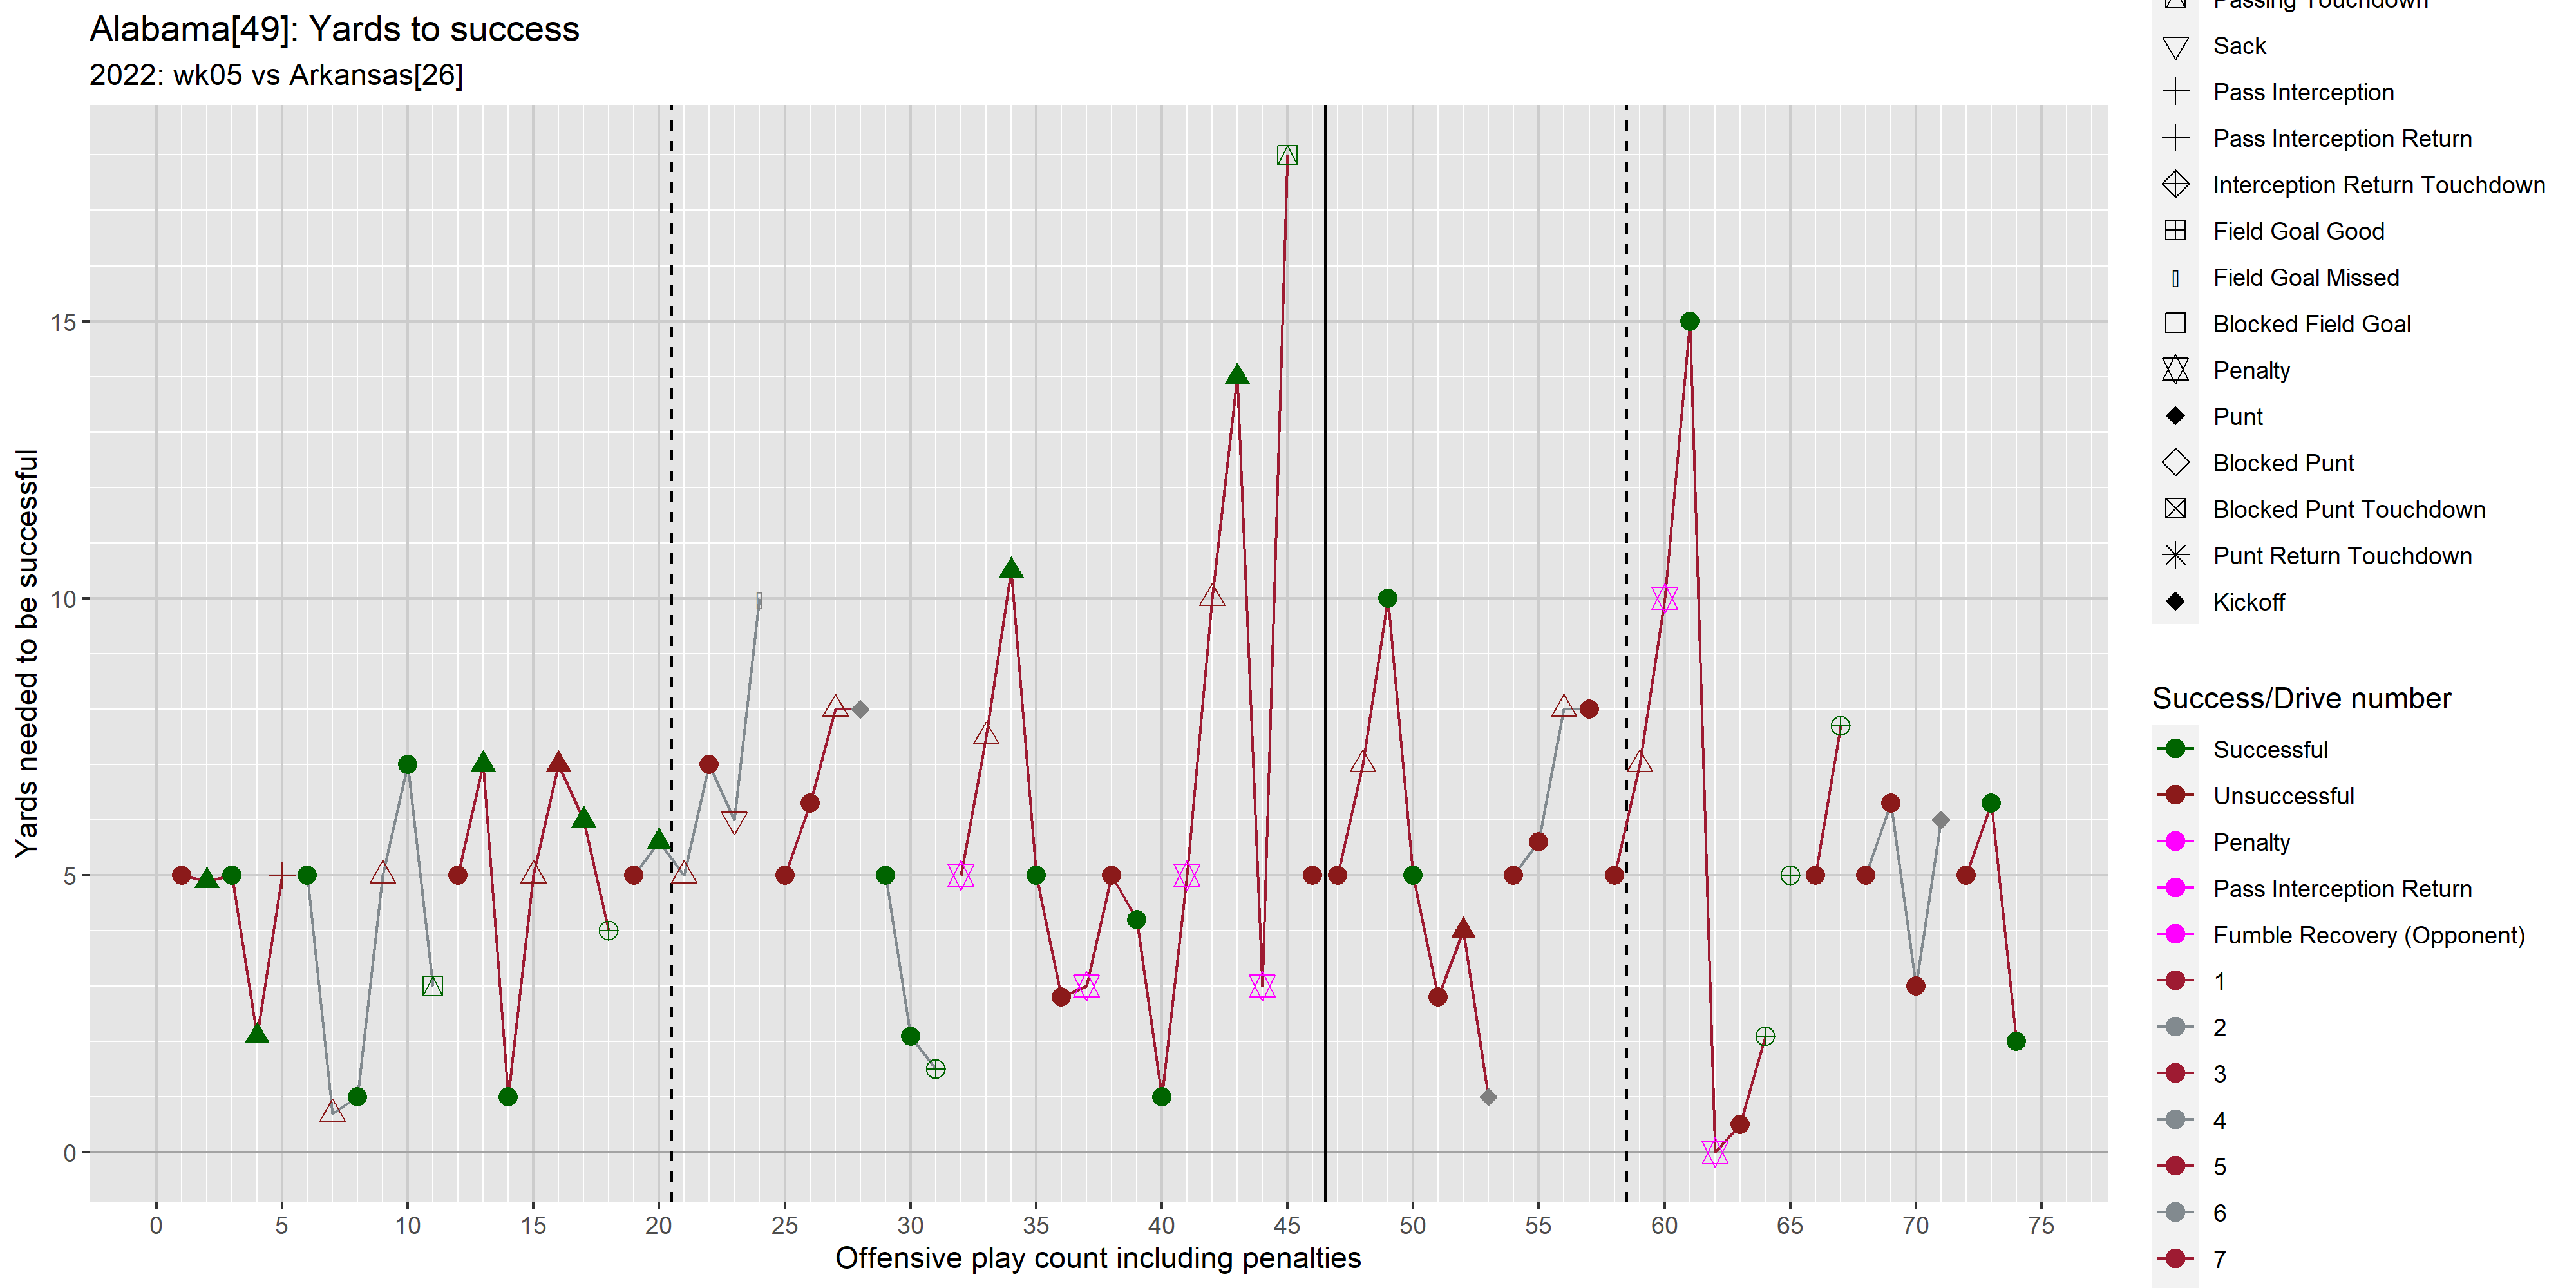 Alabama[49]: Yards to success
2022: wk05 vs Arkansas[26]
Yards needed to be successful
15
10
5
0
0 5 10 15 20 25 30 35 40 45 50 55 60 65 70 75
Offensive play count including penalties
Passing Touchdown
Sack
Pass Interception
Pass Interception Return
Interception Return Touchdown
Field Goal Good
Field Goal Missed
Blocked Field Goal
Penalty
Punt
Blocked Punt
Blocked Punt Touchdown
Punt Return Touchdown
Kickoff
Success/Drive number
Successful
Unsuccessful
Penalty
Pass Interception Return
Fumble Recovery (Opponent)
1
2
3
4
5
6
7